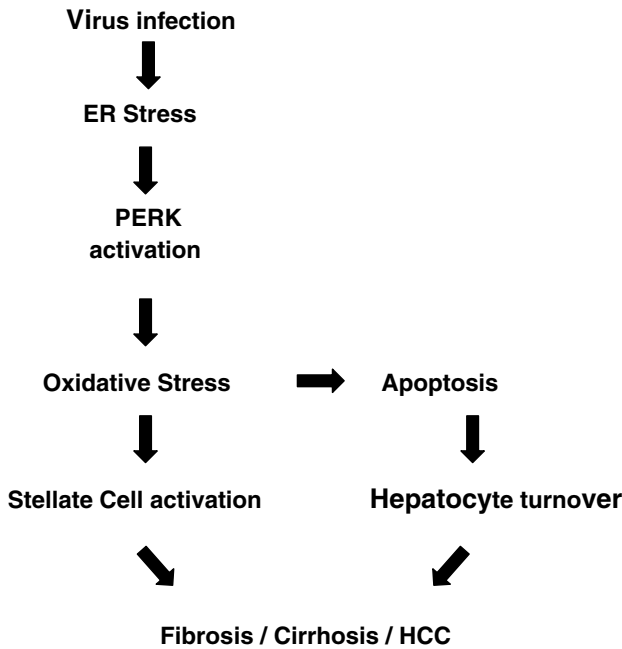 Virus infection
ER Stress
PERK
activation
Oxidative Stress
Apoptosis
Stellate Cell activation
Hepatocyte turnover
Fibrosis / Cirrhosis / HCC